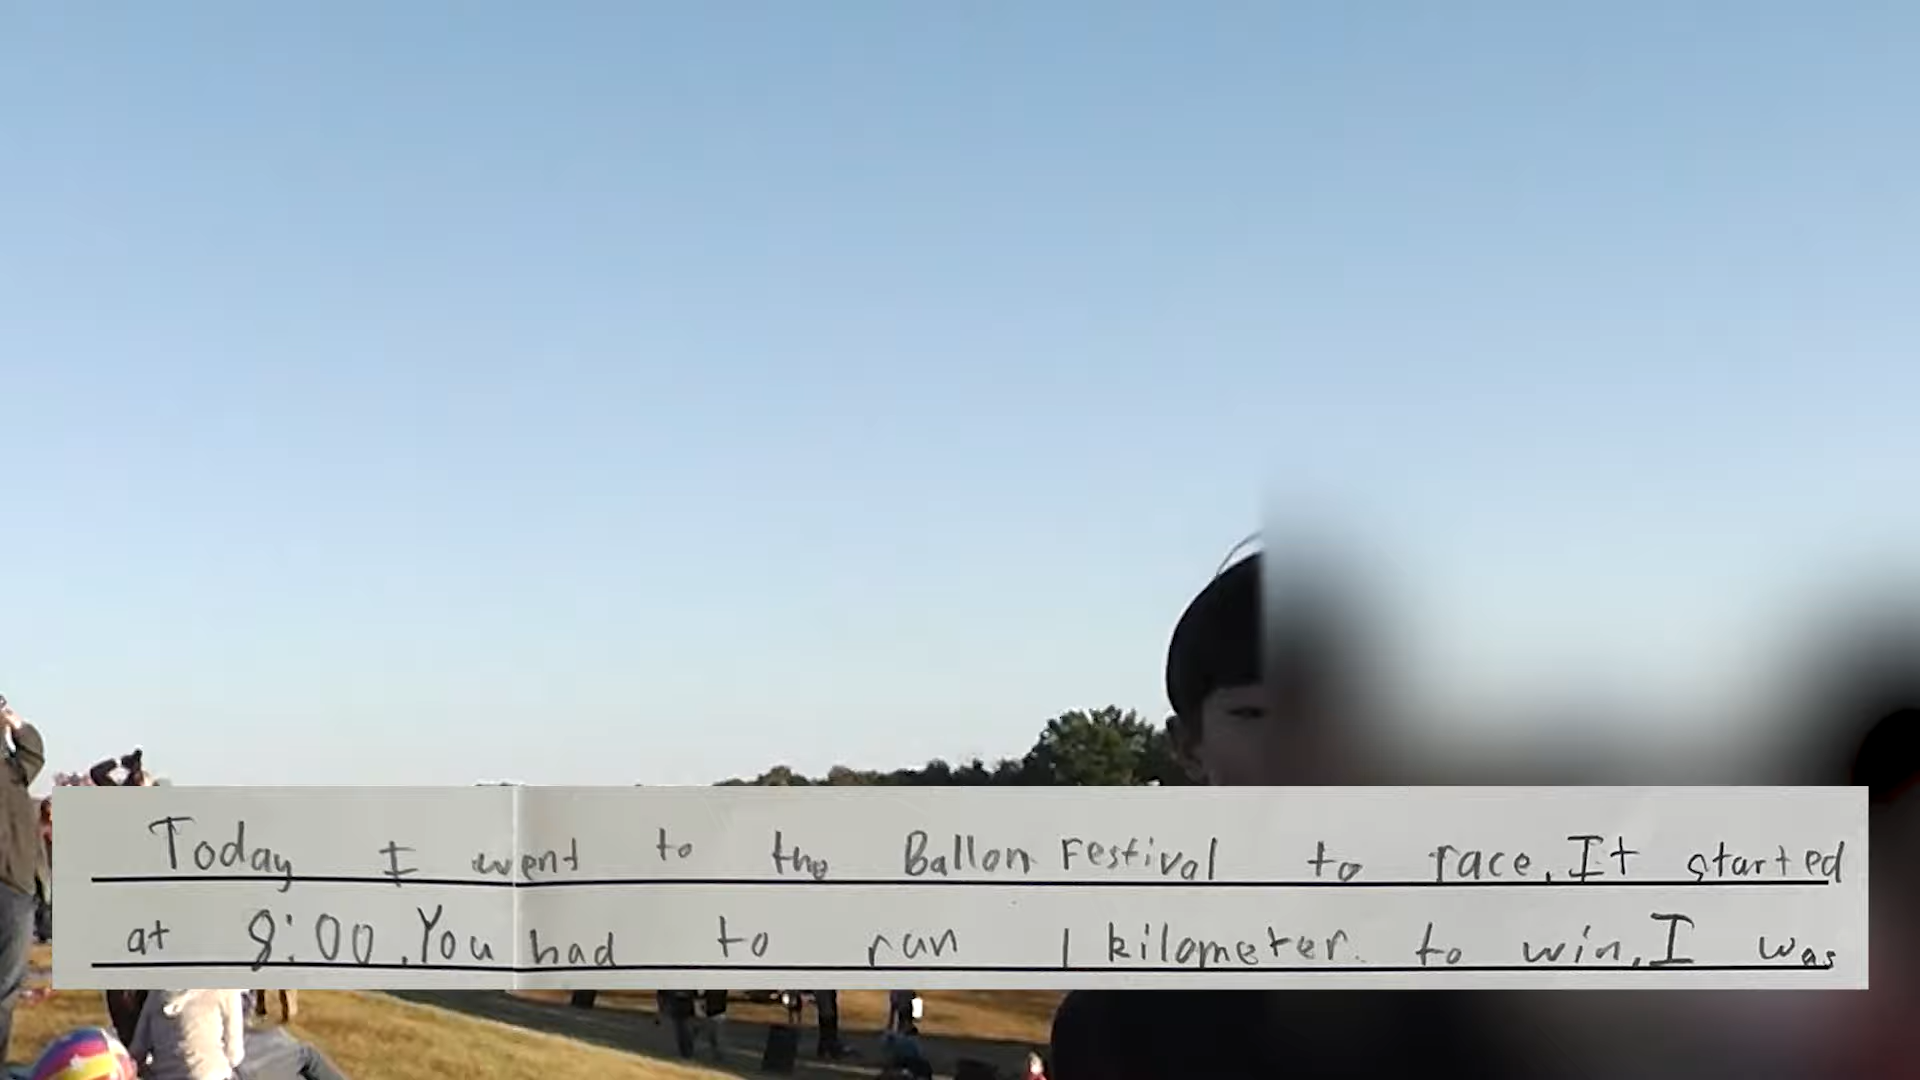 Today I went to the Ballon Festival to race. It started
at 8:00. You had to run 1 kilometer. to win. I was